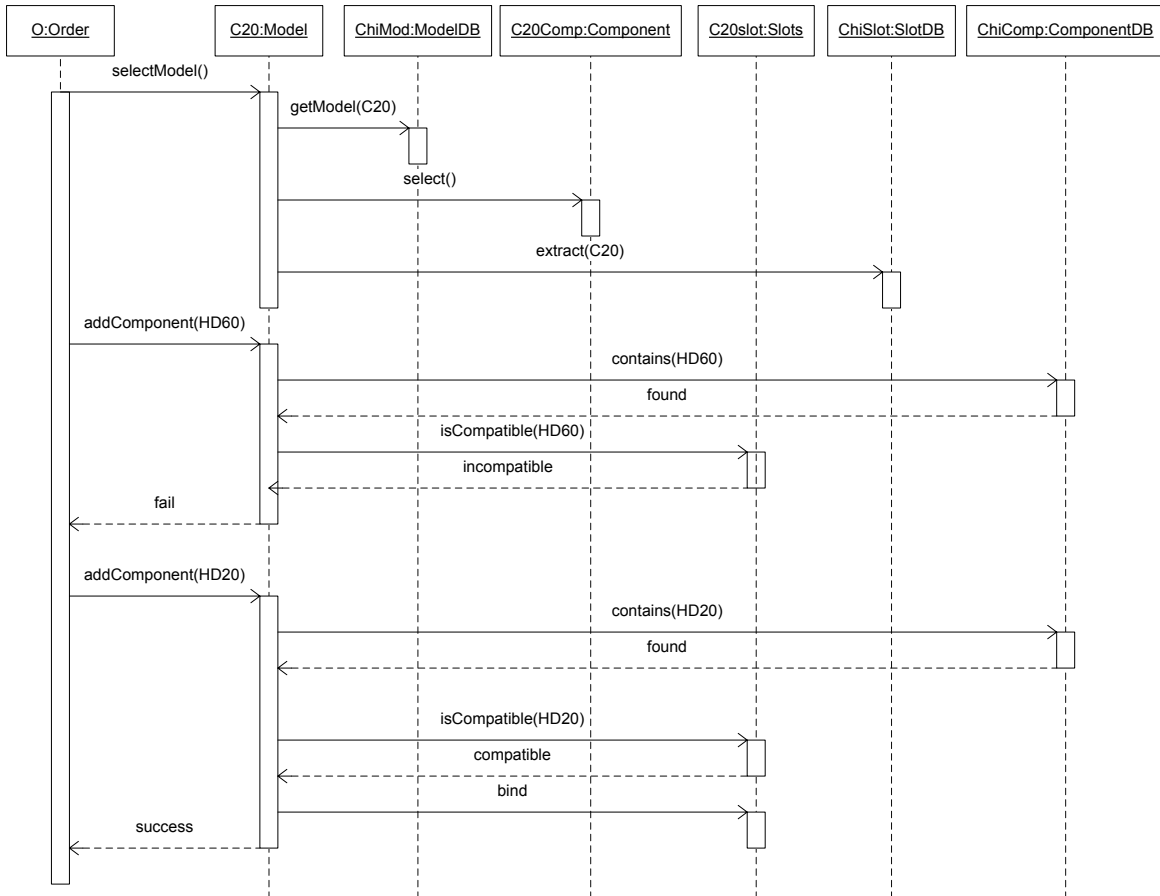 O:Order
C20:Model
ChiMod:ModelDB
C20Comp:Component
C20slot:Slots
ChiSlot:SlotDB
ChiComp:ComponentDB
selectModel()
getModel(C20)
select()
extract(C20)
addComponent(HD60)
contains(HD60)
found
isCompatible(HD60)
incompatible
fail
addComponent(HD20)
contains(HD20)
found
isCompatible(HD20)
compatible
bind
success